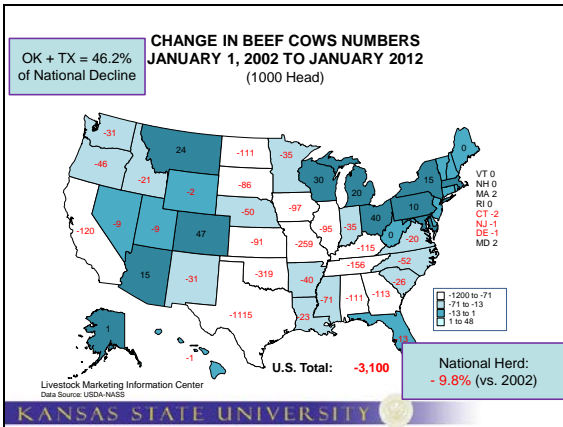 OK + TX = 46.2%
of National Decline
CHANGE IN BEEF COWS NUMBERS
JANUARY 1, 2002 TO JANUARY 2012
(1000 Head)
-31
-46
-21
24
-2
-9
-9
47
15
-31
-120
-111
-86
-50
-91
-319
-1115
-35
-97
-259
-40
-23
30
20
-95
-35
40
-115
-156
-71
-111
-113
13
-26
-52
-20
0
10
15
0
1
-1
VT 0
NH 0
MA 2
RI 0
CT -2
NJ -1
DE -1
MD 2
-1200 to -71
-71 to -13
-13 to 1
1 to 48
U.S. Total: -3,100
National Herd:
- 9.8% (vs. 2002)
Livestock Marketing Information Center
Data Source: USDA-NASS
KANSAS STATE UNIVERSITY